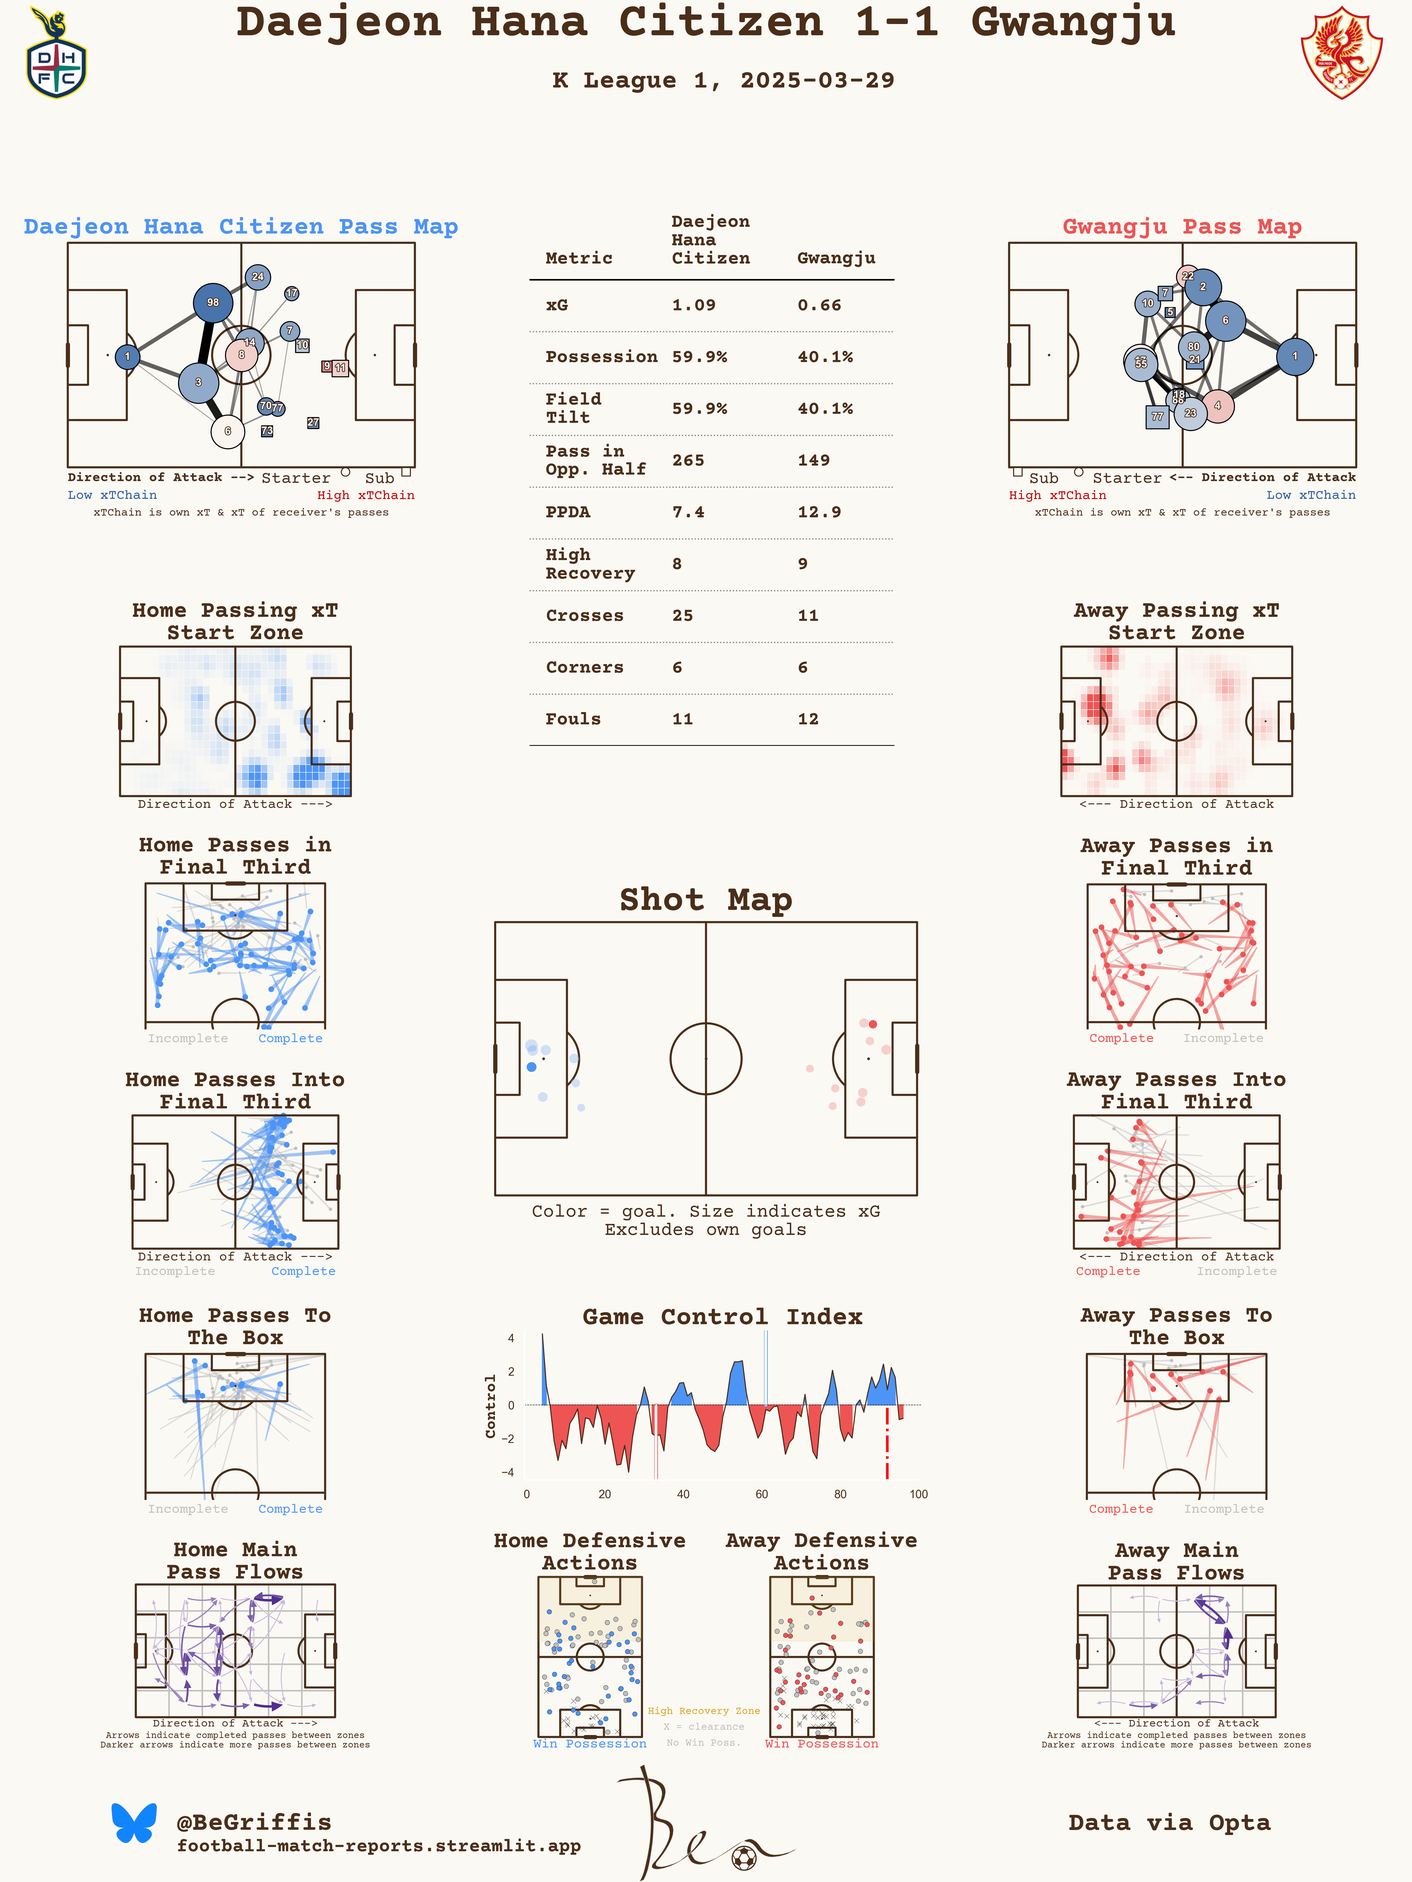 Daejeon Hana Citizen 1-1 Gwangju
K League 1, 2025-03-29
D H
F C
Daejeon Hana Citizen Pass Map
24
98
17
7
14
10
8
1
9
11
3
70
77
27
6
73
Direction of Attack --> Starter Sub
Low xTChain High xTChain
xTChain is own xT & xT of receiver's passes
Metric Daejeon Hana Citizen Gwangju
xG 1.09 0.66
Possession 59.9% 40.1%
Field Tilt 59.9% 40.1%
Pass in Opp. Half 265 149
PPDA 7.4 12.9
High Recovery 8 9
Crosses 25 11
Corners 6 6
Fouls 11 12
Gwangju Pass Map
22
7
2
10
5
6
80
21
1
55
18
4
77
23
Sub Starter <-- Direction of Attack
High xTChain Low xTChain
xTChain is own xT & xT of receiver's passes
Home Passing xT
Start Zone
Direction of Attack --->
Away Passing xT
Start Zone
<--- Direction of Attack
Home Passes in
Final Third
Incomplete Complete
Away Passes in
Final Third
Complete Incomplete
Shot Map
Color = goal. Size indicates xG
Excludes own goals
Home Passes Into
Final Third
Direction of Attack --->
Incomplete Complete
Away Passes Into
Final Third
<--- Direction of Attack
Complete Incomplete
Home Passes To
The Box
Incomplete Complete
Game Control Index
Control
4
2
0
−2
−4
0 20 40 60 80 100
Away Passes To
The Box
Complete Incomplete
Home Main
Pass Flows
Direction of Attack --->
Arrows indicate completed passes between zones
Darker arrows indicate more passes between zones
Home Defensive
Actions
Win Possession
High Recovery Zone
X = clearance
No Win Poss.
Away Defensive
Actions
Win Possession
Away Main
Pass Flows
<--- Direction of Attack
Arrows indicate completed passes between zones
Darker arrows indicate more passes between zones
@BeGriffis
football-match-reports.streamlit.app
Ben
Data via Opta